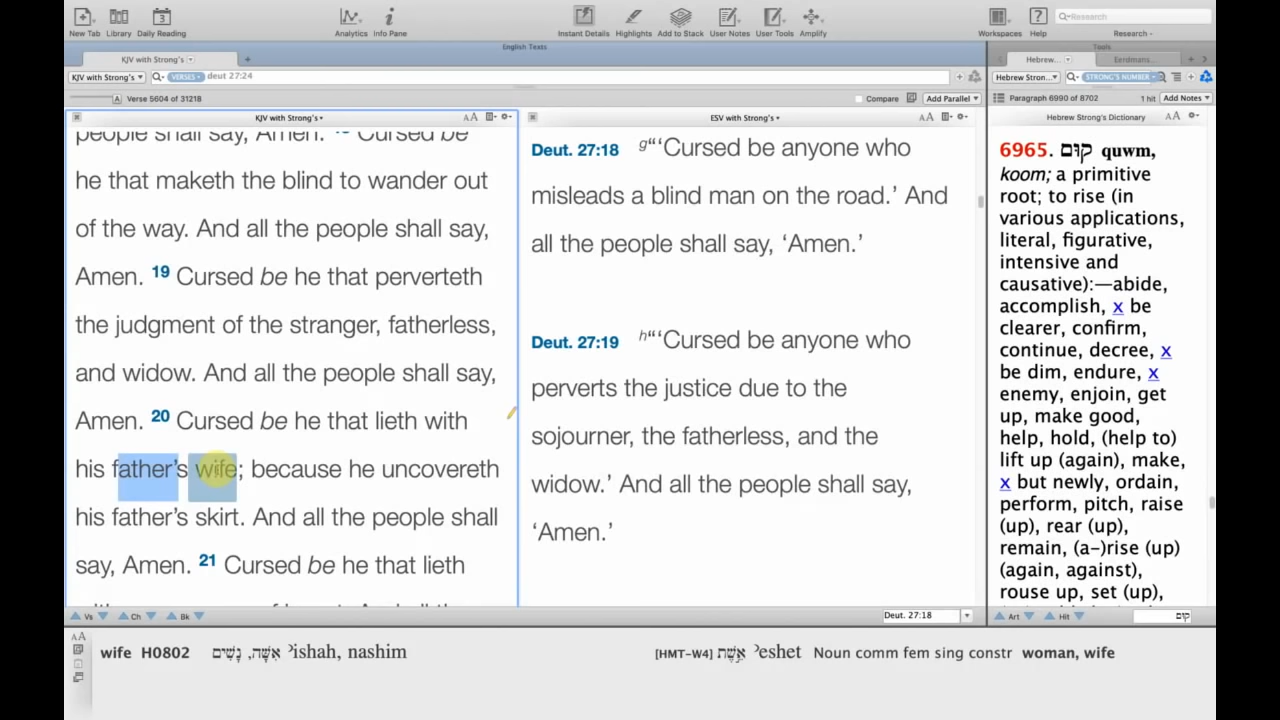 New Tab Library Daily Reading Analytics Info Pane Instant Details Highlights Add to Stack User Notes User Tools Amplify Workspaces Help Research
Research
English Texts
Tools
KJV with Strong's
Hebrew...
Eerdmans...
KJV with Strong's
VERSES
deut 27:24
Hebrew Stron...
STRONG'S NUMBER
Verse 5604 of 31218
Compare
Add Parallel
Paragraph 6990 of 8702
1 hit
Add Notes
KJV with Strong's
people shall say, Amen.
Cursed be
he that maketh the blind to wander out
of the way. And all the people shall say,
Amen. 19 Cursed be he that perverteth
the judgment of the stranger, fatherless,
and widow. And all the people shall say,
Amen. 20 Cursed be he that lieth with
his father's wife; because he uncovereth
his father's skirt. And all the people shall
say, Amen. 21 Cursed be he that lieth
ESV with Strong's
Deut. 27:18 g“‘Cursed be anyone who
misleads a blind man on the road.’ And
all the people shall say, ‘Amen.’
Deut. 27:19 h“‘Cursed be anyone who
perverts the justice due to the
sojourner, the fatherless, and the
widow.’ And all the people shall say,
‘Amen.’
Hebrew Strong's Dictionary
6965. קוּם quwm,
koom; a primitive
root; to rise (in
various applications,
literal, figurative,
intensive and
causative):—abide,
accomplish, x be
clearer, confirm,
continue, decree, x
be dim, endure, x
enemy, enjoin, get
up, make good,
help, hold, (help to)
lift up (again), make,
x but newly, ordain,
perform, pitch, raise
(up), rear (up),
remain, (a-)rise (up)
(again, against),
rouse up, set (up),
Vs Ch Bk
Deut. 27:18
Art Hit
קום
wife H0802 אִשָּׁה, נָשִׁים ʾishah, nashim
[HMT-W4] אֵ֣שֶׁת ʾeshet Noun comm fem sing constr woman, wife